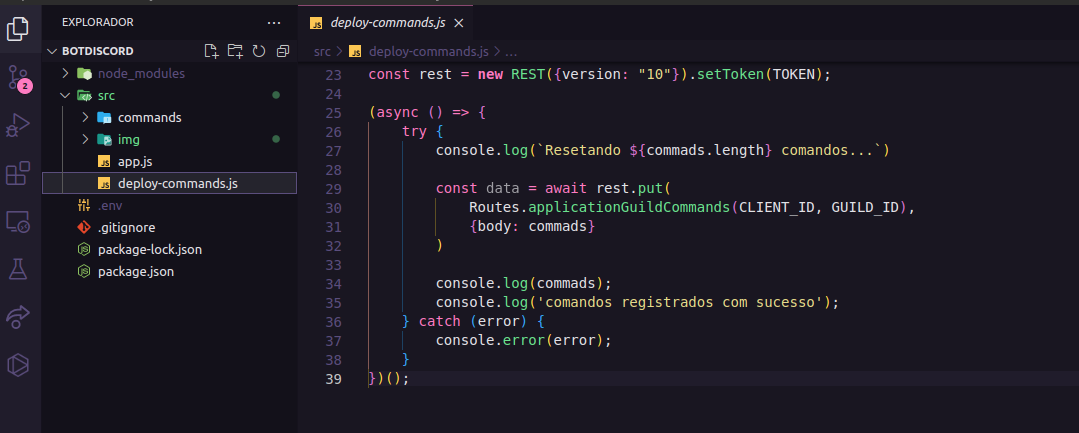 EXPLORADOR ···
BOTDISCORD
node_modules
src
commands
img
app.js
JS deploy-commands.js
.env
.gitignore
package-lock.json
package.json
2
JS deploy-commands.js
src > JS deploy-commands.js > ...
23 const rest = new REST({version: "10"}).setToken(TOKEN);
24
25 (async () => {
26 try {
27 console.log(`Resetando ${commads.length} comandos...`)
28
29 const data = await rest.put(
30 Routes.applicationGuildCommands(CLIENT_ID, GUILD_ID),
31 {body: commads}
32 )
33
34 console.log(commads);
35 console.log('comandos registrados com sucesso');
36 } catch (error) {
37 console.error(error);
38 }
39 })();